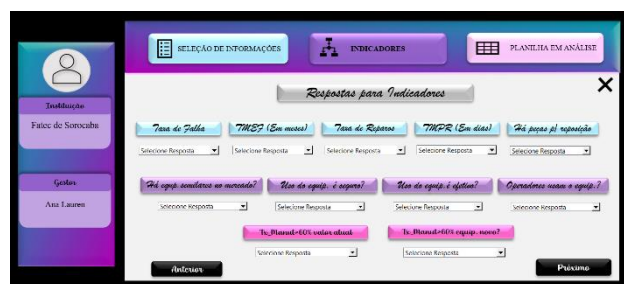 SELEÇÃO DE INFORMAÇÕES
INDICADORES
PLANILHA EM ANÁLISE
Respostas para Indicadores
Instituição
Fatec de Sorocaba
Gestor
Ana Lauren
Taxa de Falha
TMEF (Em meses)
Taxa de Reparos
TMPR (Em dias)
Há peças p/ reposição
Selecione Resposta
Selecione Resposta
Selecione Resposta
Selecione Resposta
Selecione Resposta
Há equip. similares no mercado?
Uso do equip. é seguro?
Uso do equip. é efetivo?
Operadores usam o equip.?
Selecione Resposta
Selecione Resposta
Selecione Resposta
Selecione Resposta
Tx_Manut>60% valor atual
Tx_Manut>60% equip. novo?
Selecione Resposta
Selecione Resposta
Anterior
Próximo